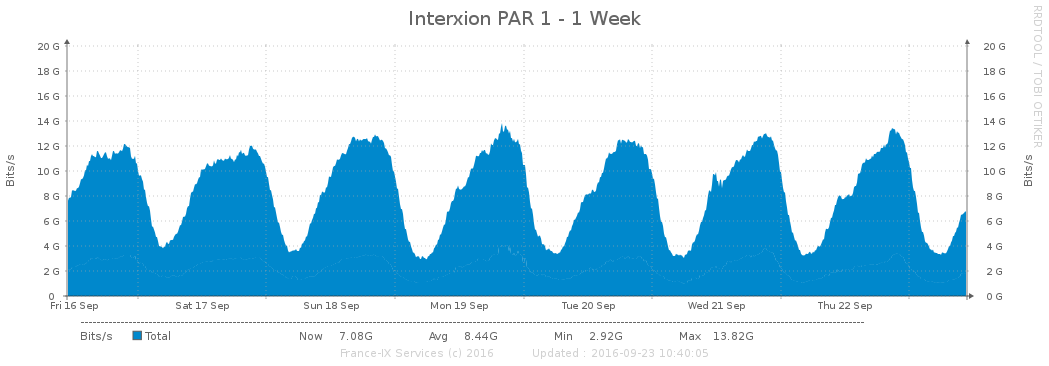 Interxion PAR 1 - 1 Week
RRDTOOL / TOBI OETIKER
20 G 20 G
18 G 18 G
16 G 16 G
14 G 14 G
12 G 12 G
10 G 10 G
8 G 8 G
6 G 6 G
4 G 4 G
2 G 2 G
0 0 G
Bits/s
Bits/s
Fri 16 Sep Sat 17 Sep Sun 18 Sep Mon 19 Sep Tue 20 Sep Wed 21 Sep Thu 22 Sep
Bits/s Total Now 7.08G Avg 8.44G Min 2.92G Max 13.82G
France-IX Services (c) 2016 Updated : 2016-09-23 10:40:05